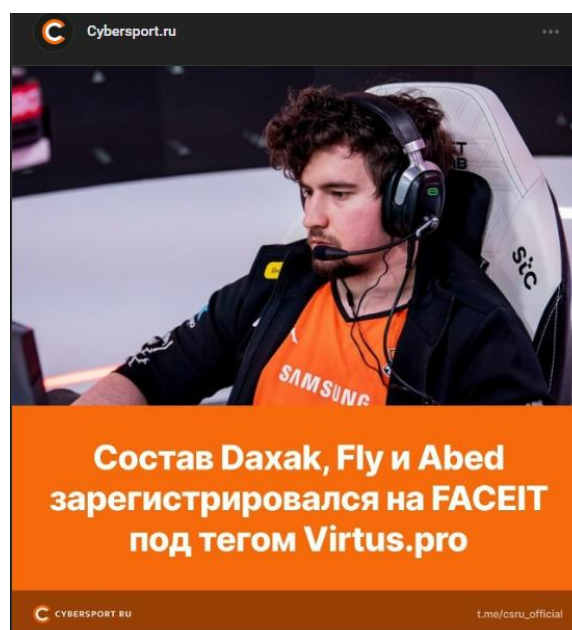 Cybersport.ru
stc
SAMSUNG
Состав Daxak, Fly и Abed
зарегистрировался на FACEIT
под тегом Virtus.pro
CYBERSPORT RU
t.me/csru_official